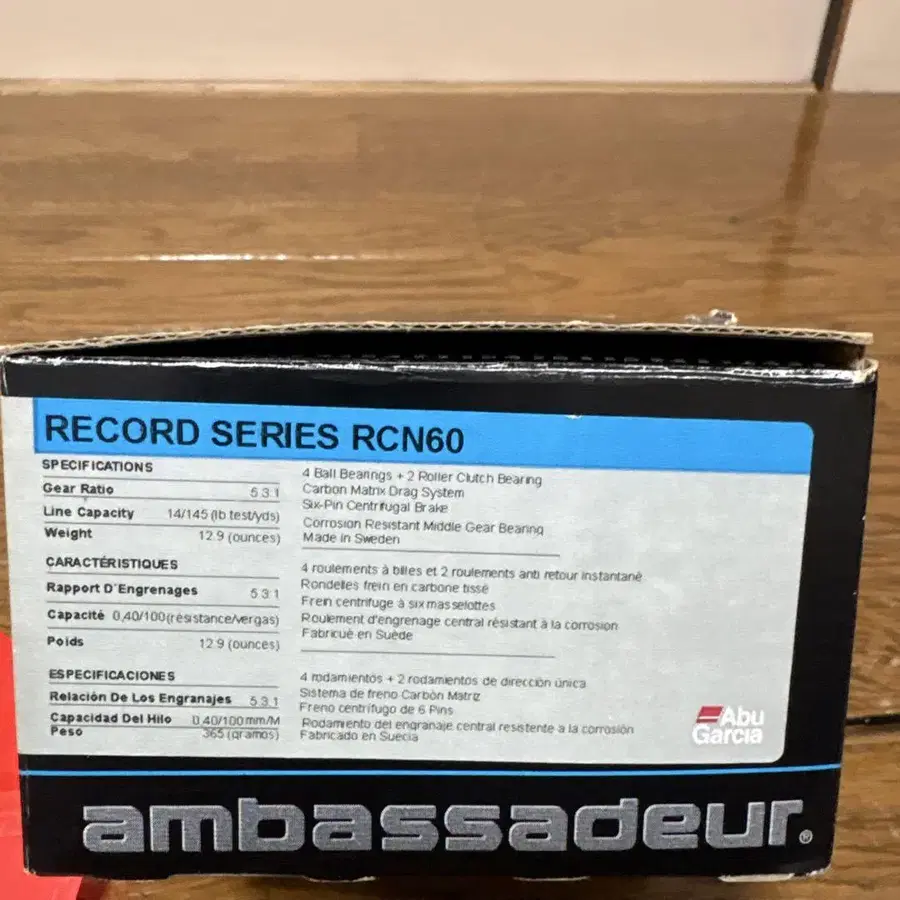 RECORD SERIES RCN60
SPECIFICATIONS
Gear Ratio 5.3:1
Line Capacity 14/145 (lb test/yds)
Weight 12.9 (ounces)
4 Ball Bearings + 2 Roller Clutch Bearing
Carbon Matrix Drag System
Six-Pin Centrifugal Brake
Corrosion Resistant Middle Gear Bearing
Made in Sweden
CARACTÉRISTIQUES
Rapport D'Engrenages 5.3:1
Capacité 0,40/100(résistance/vergas)
Poids 12.9 (ounces)
4 roulements à billes et 2 roulements anti retour instantané
Rondelles frein en carbone tissé
Frein centrifuge à six masselottes
Roulement d'engrenage central résistant à la corrosion
Fabricué en Suède
ESPECIFICACIONES
Relación De Los Engranajes 5.3:1
Capacidad Del Hilo 0,40/100 mm/M
Peso 365 (gramos)
4 rodamientos + 2 rodamientos de dirección única
Sistema de freno Carbón Matriz
Freno centrífugo de 6 Pins
Rodamiento del engranaje central resistente a la corrosión
Fabricado en Suecia
Abu
Garcia
ambassadeur®